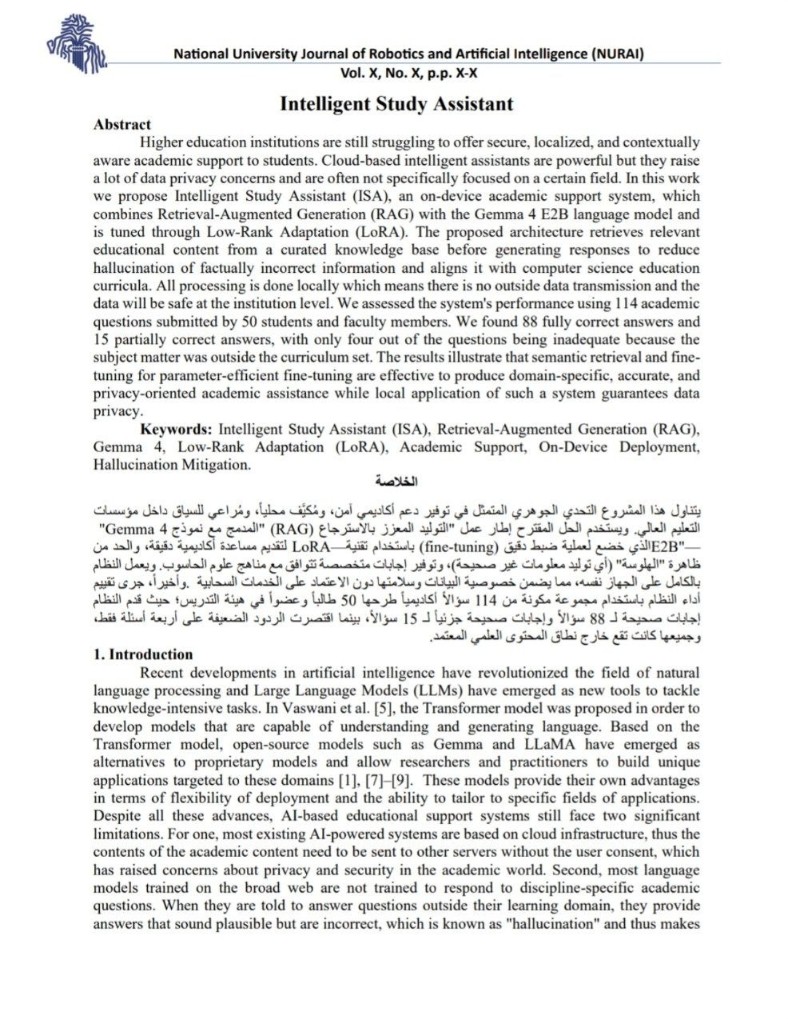 National University Journal of Robotics and Artificial Intelligence (NURAI)
Vol. X, No. X, p.p. X-X
Intelligent Study Assistant
Abstract
Higher education institutions are still struggling to offer secure, localized, and contextually
aware academic support to students. Cloud-based intelligent assistants are powerful but they raise
a lot of data privacy concerns and are often not specifically focused on a certain field. In this work
we propose Intelligent Study Assistant (ISA), an on-device academic support system, which
combines Retrieval-Augmented Generation (RAG) with the Gemma 4 E2B language model and
is tuned through Low-Rank Adaptation (LoRA). The proposed architecture retrieves relevant
educational content from a curated knowledge base before generating responses to reduce
hallucination of factually incorrect information and aligns it with computer science education
curricula. All processing is done locally which means there is no outside data transmission and the
data will be safe at the institution level. We assessed the system's performance using 114 academic
questions submitted by 50 students and faculty members. We found 88 fully correct answers and
15 partially correct answers, with only four out of the questions being inadequate because the
subject matter was outside the curriculum set. The results illustrate that semantic retrieval and fine-
tuning for parameter-efficient fine-tuning are effective to produce domain-specific, accurate, and
privacy-oriented academic assistance while local application of such a system guarantees data
privacy.
Keywords: Intelligent Study Assistant (ISA), Retrieval-Augmented Generation (RAG),
Gemma 4, Low-Rank Adaptation (LoRA), Academic Support, On-Device Deployment,
Hallucination Mitigation.
الخلاصة
يتناول هذا المشروع التحدي الجوهري المتمثل في توفير دعم أكاديمي آمن، ومُكيَّف محلياً، ومُراعي للسياق داخل مؤسسات
التعليم العالي. ويستخدم الحل المقترح إطار عمل "التوليد المعزز بالاسترجاع (RAG) "المدمج مع نموذج Gemma 4"
—"E2Bالذي خضع لعملية ضبط دقيق (fine-tuning) باستخدام تقنية—LoRA لتقديم مساعدة أكاديمية دقيقة، والحد من
ظاهرة "الهلوسة" (أي توليد معلومات غير صحيحة)، وتوفير إجابات متخصصة تتوافق مع مناهج علوم الحاسوب. ويعمل النظام
بالكامل على الجهاز نفسه، مما يضمن خصوصية البيانات وسلامتها دون الاعتماد على الخدمات السحابية .وأخيراً، جرى تقييم
أداء النظام باستخدام مجموعة مكونة من 114 سؤالاً أكاديمياً طرحها 50 طالباً وعضواً في هيئة التدريس؛ حيث قدم النظام
إجابات صحيحة لـ 88 سؤالاً وإجابات صحيحة جزئياً لـ 15 سؤالاً، بينما اقتصرت الردود الضعيفة على أربعة أسئلة فقط،
وجميعها كانت تقع خارج نطاق المحتوى العلمي المعتمد.
1. Introduction
Recent developments in artificial intelligence have revolutionized the field of natural
language processing and Large Language Models (LLMs) have emerged as new tools to tackle
knowledge-intensive tasks. In Vaswani et al. [5], the Transformer model was proposed in order to
develop models that are capable of understanding and generating language. Based on the
Transformer model, open-source models such as Gemma and LLaMA have emerged as
alternatives to proprietary models and allow researchers and practitioners to build unique
applications targeted to these domains [1], [7]–[9]. These models provide their own advantages
in terms of flexibility of deployment and the ability to tailor to specific fields of applications.
Despite all these advances, AI-based educational support systems still face two significant
limitations. For one, most existing AI-powered systems are based on cloud infrastructure, thus the
contents of the academic content need to be sent to other servers without the user consent, which
has raised concerns about privacy and security in the academic world. Second, most language
models trained on the broad web are not trained to respond to discipline-specific academic
questions. When they are told to answer questions outside their learning domain, they provide
answers that sound plausible but are incorrect, which is known as "hallucination" and thus makes